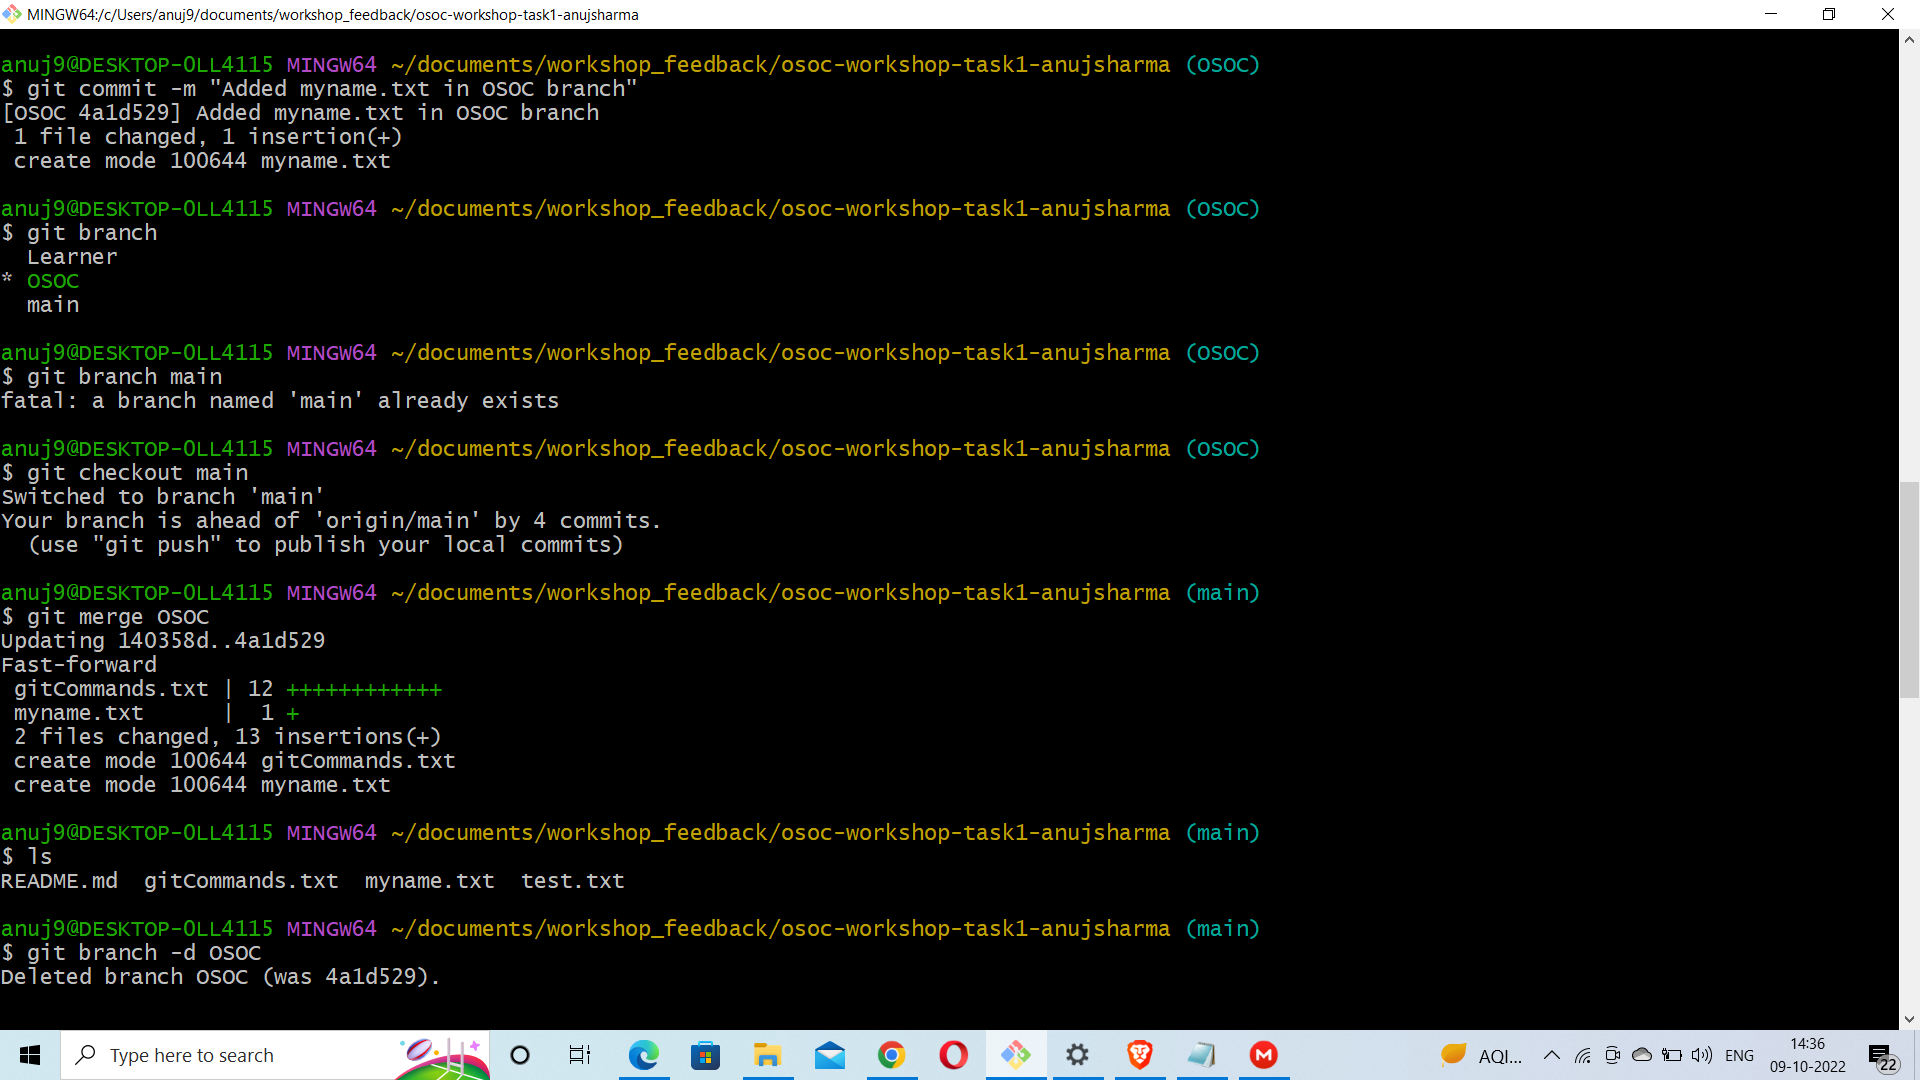 MINGW64:/c/Users/anuj9/documents/workshop_feedback/osoc-workshop-task1-anujsharma
anuj9@DESKTOP-0LL4115 MINGW64 ~/documents/workshop_feedback/osoc-workshop-task1-anujsharma (OSOC)
$ git commit -m "Added myname.txt in OSOC branch"
[OSOC 4a1d529] Added myname.txt in OSOC branch
 1 file changed, 1 insertion(+)
 create mode 100644 myname.txt
anuj9@DESKTOP-0LL4115 MINGW64 ~/documents/workshop_feedback/osoc-workshop-task1-anujsharma (OSOC)
$ git branch
  Learner
* OSOC
  main
anuj9@DESKTOP-0LL4115 MINGW64 ~/documents/workshop_feedback/osoc-workshop-task1-anujsharma (OSOC)
$ git branch main
fatal: a branch named 'main' already exists
anuj9@DESKTOP-0LL4115 MINGW64 ~/documents/workshop_feedback/osoc-workshop-task1-anujsharma (OSOC)
$ git checkout main
Switched to branch 'main'
Your branch is ahead of 'origin/main' by 4 commits.
  (use "git push" to publish your local commits)
anuj9@DESKTOP-0LL4115 MINGW64 ~/documents/workshop_feedback/osoc-workshop-task1-anujsharma (main)
$ git merge OSOC
Updating 140358d..4a1d529
Fast-forward
 gitCommands.txt | 12 ++++++++++++
 myname.txt      |  1 +
 2 files changed, 13 insertions(+)
 create mode 100644 gitCommands.txt
 create mode 100644 myname.txt
anuj9@DESKTOP-0LL4115 MINGW64 ~/documents/workshop_feedback/osoc-workshop-task1-anujsharma (main)
$ ls
README.md  gitCommands.txt  myname.txt  test.txt
anuj9@DESKTOP-0LL4115 MINGW64 ~/documents/workshop_feedback/osoc-workshop-task1-anujsharma (main)
$ git branch -d OSOC
Deleted branch OSOC (was 4a1d529).
Type here to search
AQI...
ENG
14:36
09-10-2022
22